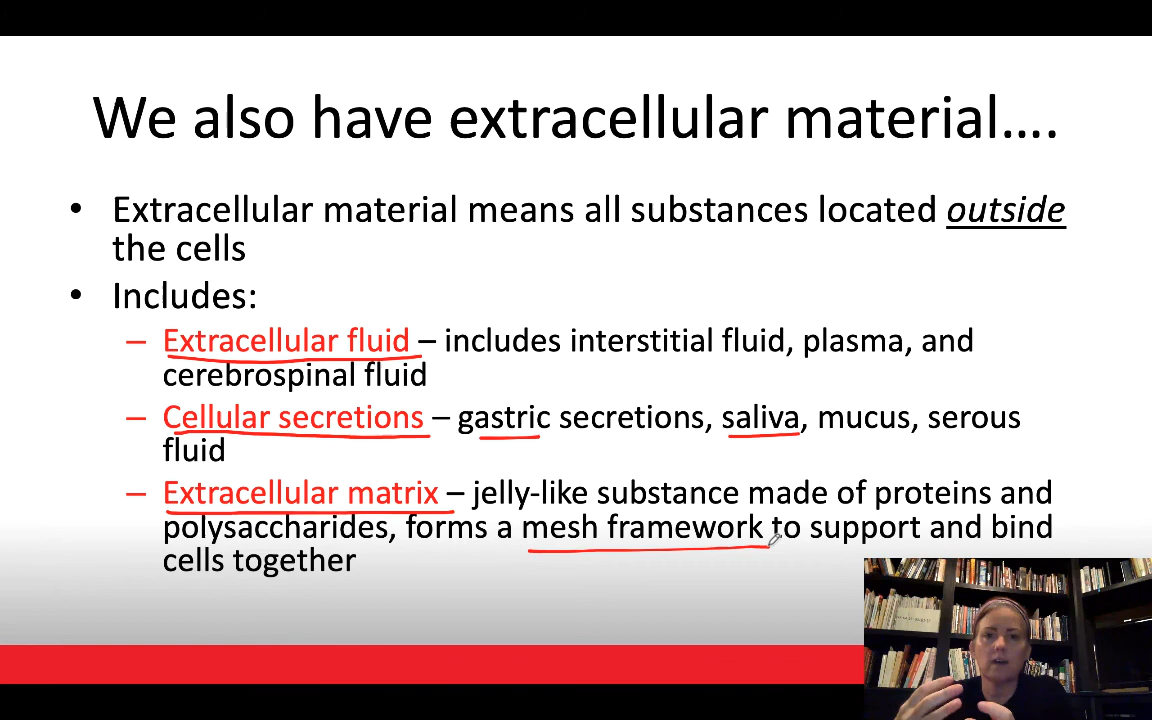 We also have extracellular material….
• Extracellular material means all substances located outside
the cells
• Includes:
– Extracellular fluid – includes interstitial fluid, plasma, and
cerebrospinal fluid
– Cellular secretions – gastric secretions, saliva, mucus, serous
fluid
– Extracellular matrix – jelly-like substance made of proteins and
polysaccharides, forms a mesh framework to support and bind
cells together